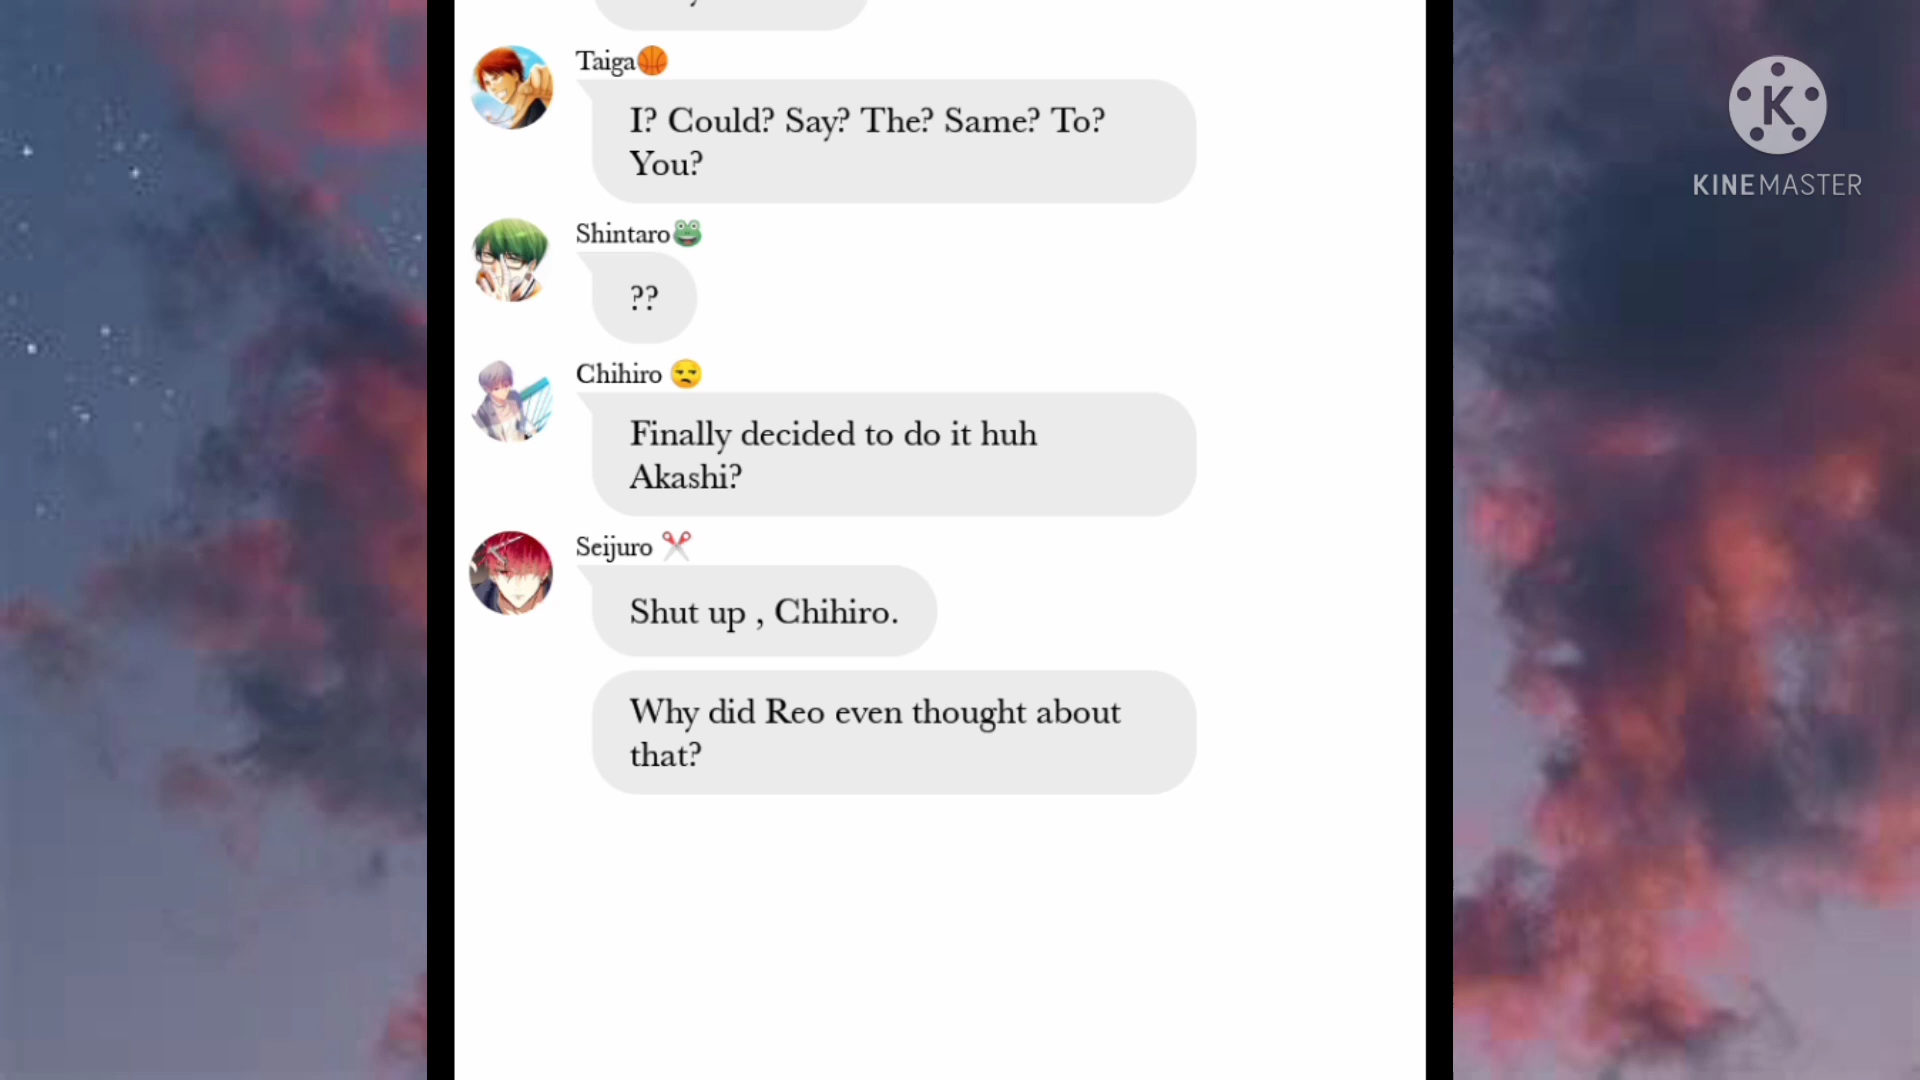 Taiga🏀
I? Could? Say? The? Same? To?
You?
Shintaro🐸
??
Chihiro 😒
Finally decided to do it huh
Akashi?
Seijuro ✂️
Shut up , Chihiro.
Why did Reo even thought about
that?
K
KINEMASTER